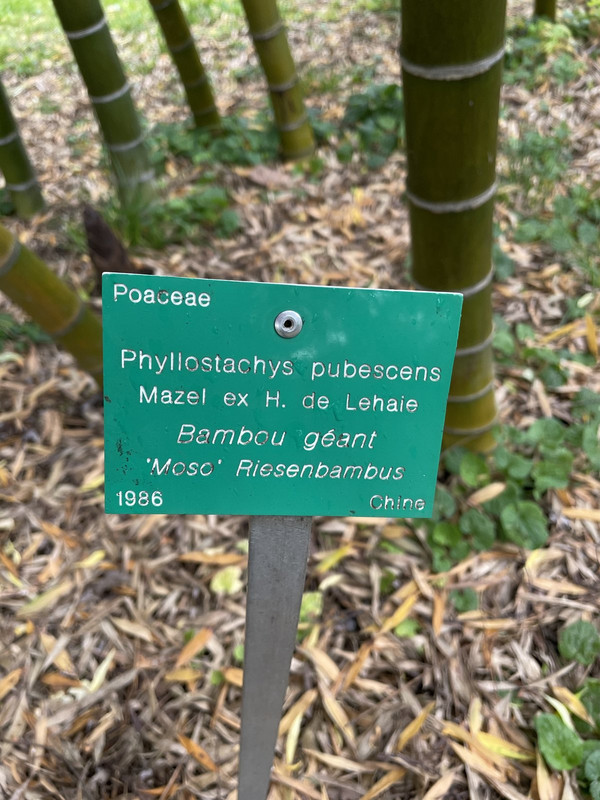 Poaceae
Phyllostachys pubescens
Mazel ex H. de Lehaie
Bambou géant
'Moso' Riesenbambus
1986 Chine